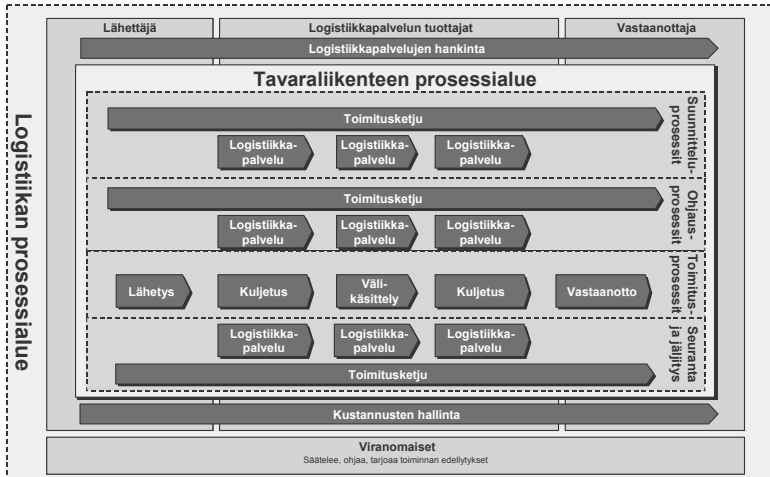 Lähettäjä
Logistiikkapalvelun tuottajat
Vastaanottaja
Logistiikkapalvelujen hankinta
Logistiikan prosessialue
Tavaraliikenteen prosessialue
Toimitusketju
Logistiikka-
palvelu
Logistiikka-
palvelu
Logistiikka-
palvelu
Suunnittelu-
prosessit
Toimitusketju
Logistiikka-
palvelu
Logistiikka-
palvelu
Logistiikka-
palvelu
Ohjaus-
prosessit
Lähetys
Kuljetus
Väli-
käsittely
Kuljetus
Vastaanotto
Toimitus-
prosessit
Logistiikka-
palvelu
Logistiikka-
palvelu
Logistiikka-
palvelu
Toimitusketju
Seuranta
ja jäljitys
Kustannusten hallinta
Viranomaiset
Säätelee, ohjaa, tarjoaa toiminnan edellytykset